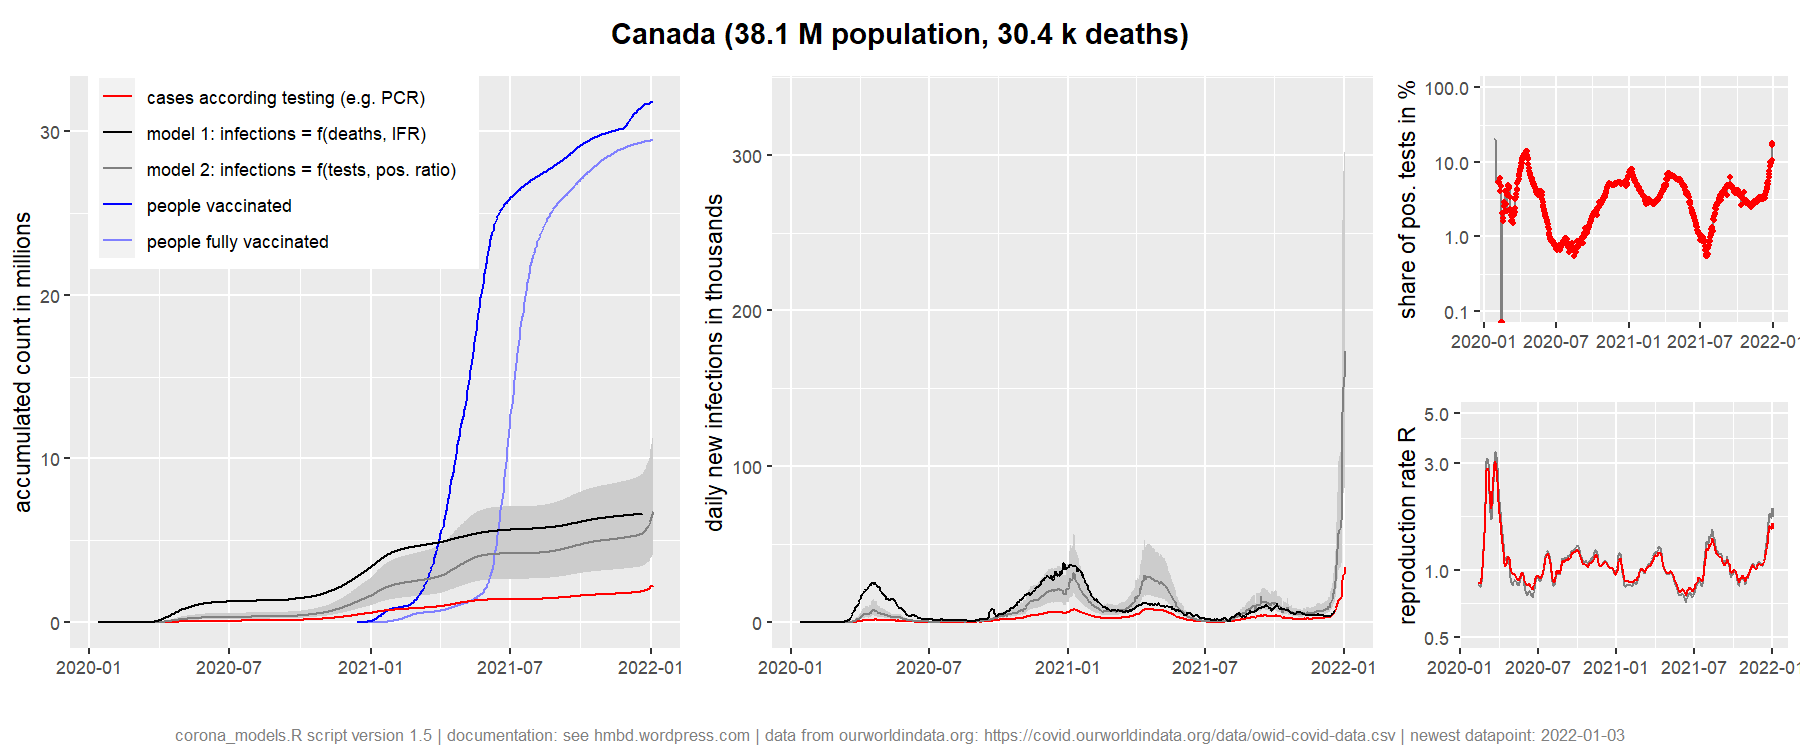 Canada (38.1 M population, 30.4 k deaths)
cases according testing (e.g. PCR)
model 1: infections = f(deaths, IFR)
model 2: infections = f(tests, pos. ratio)
people vaccinated
people fully vaccinated
accumulated count in millions
30
20
10
0
2020-01 2020-07 2021-01 2021-07 2022-01
daily new infections in thousands
300
200
100
0
2020-01 2020-07 2021-01 2021-07 2022-01
share of pos. tests in %
100.0
10.0
1.0
0.1
2020-01 2020-07 2021-01 2021-07 2022-01
reproduction rate R
5.0
3.0
1.0
0.5
2020-01 2020-07 2021-01 2021-07 2022-01
corona_models.R script version 1.5 | documentation: see hmbd.wordpress.com | data from ourworldindata.org: https://covid.ourworldindata.org/data/owid-covid-data.csv | newest datapoint: 2022-01-03